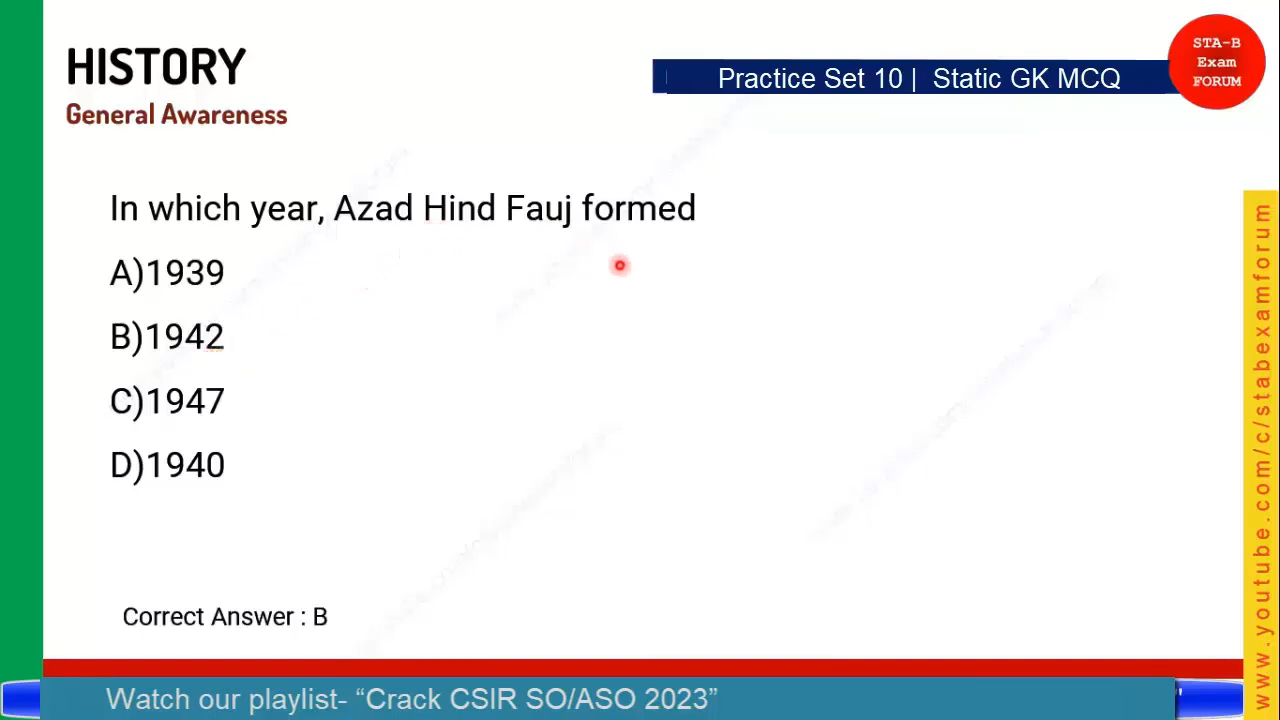 HISTORY
General Awareness
Practice Set 10 | Static GK MCQ
STA-B
Exam
FORUM
In which year, Azad Hind Fauj formed
A)1939
B)1942
C)1947
D)1940
Correct Answer : B
Watch our playlist- “Crack CSIR SO/ASO 2023”
www.youtube.com/c/stabexamforum